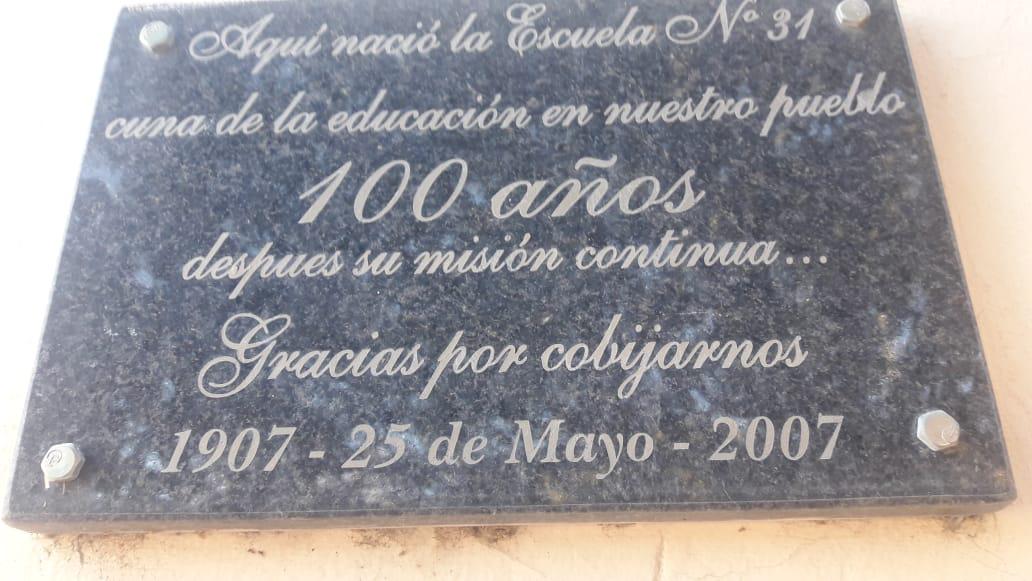 Aquí nació la Escuela Nº 31
cuna de la educación en nuestro pueblo
100 años
despues su misión continua...
Gracias por cobijarnos
1907 - 25 de Mayo - 2007